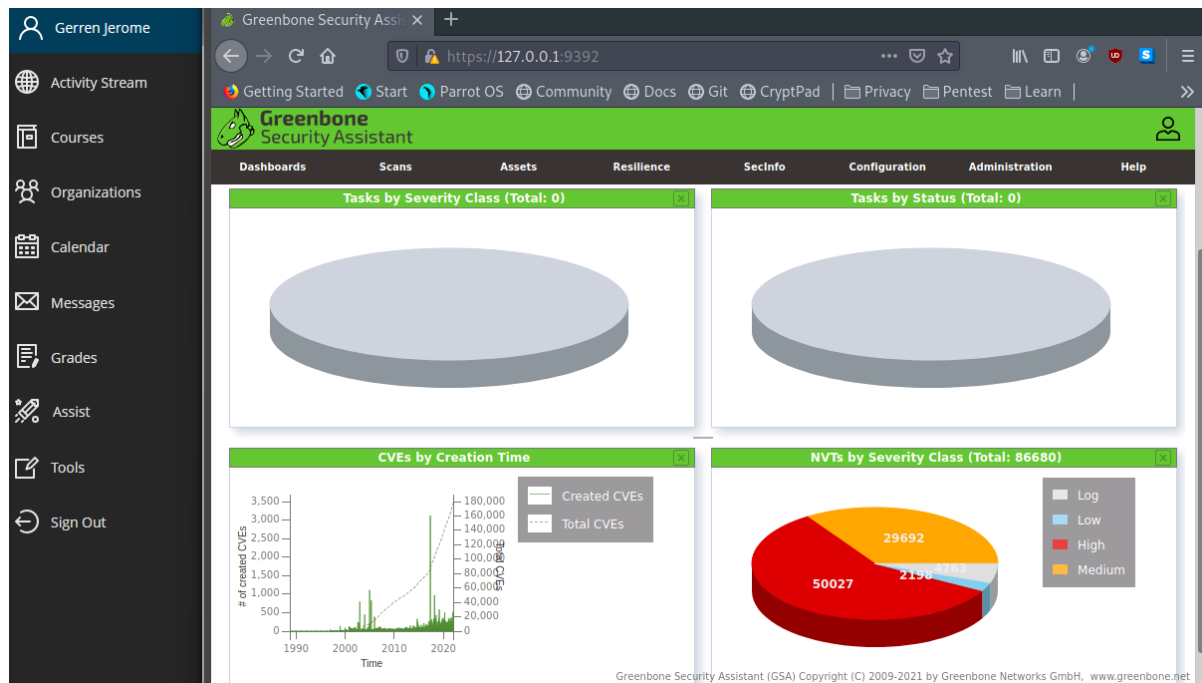 Gerren Jerome
Activity Stream
Courses
Organizations
Calendar
Messages
Grades
Assist
Tools
Sign Out
Greenbone Security Assis
https://127.0.0.1:9392
Getting Started Start Parrot OS Community Docs Git CryptPad Privacy Pentest Learn
Greenbone
Security Assistant
Dashboards Scans Assets Resilience SecInfo Configuration Administration Help
Tasks by Severity Class (Total: 0)
Tasks by Status (Total: 0)
CVEs by Creation Time
# of created CVEs
3,500
3,000
2,500
2,000
1,500
1,000
500
0
180,000
160,000
140,000
120,000
100,000
80,000
60,000
40,000
20,000
0
Total CVEs
1990 2000 2010 2020
Time
Created CVEs
Total CVEs
NVTs by Severity Class (Total: 86680)
29692
4763
2198
50027
Log
Low
High
Medium
Greenbone Security Assistant (GSA) Copyright (C) 2009-2021 by Greenbone Networks GmbH, www.greenbone.net